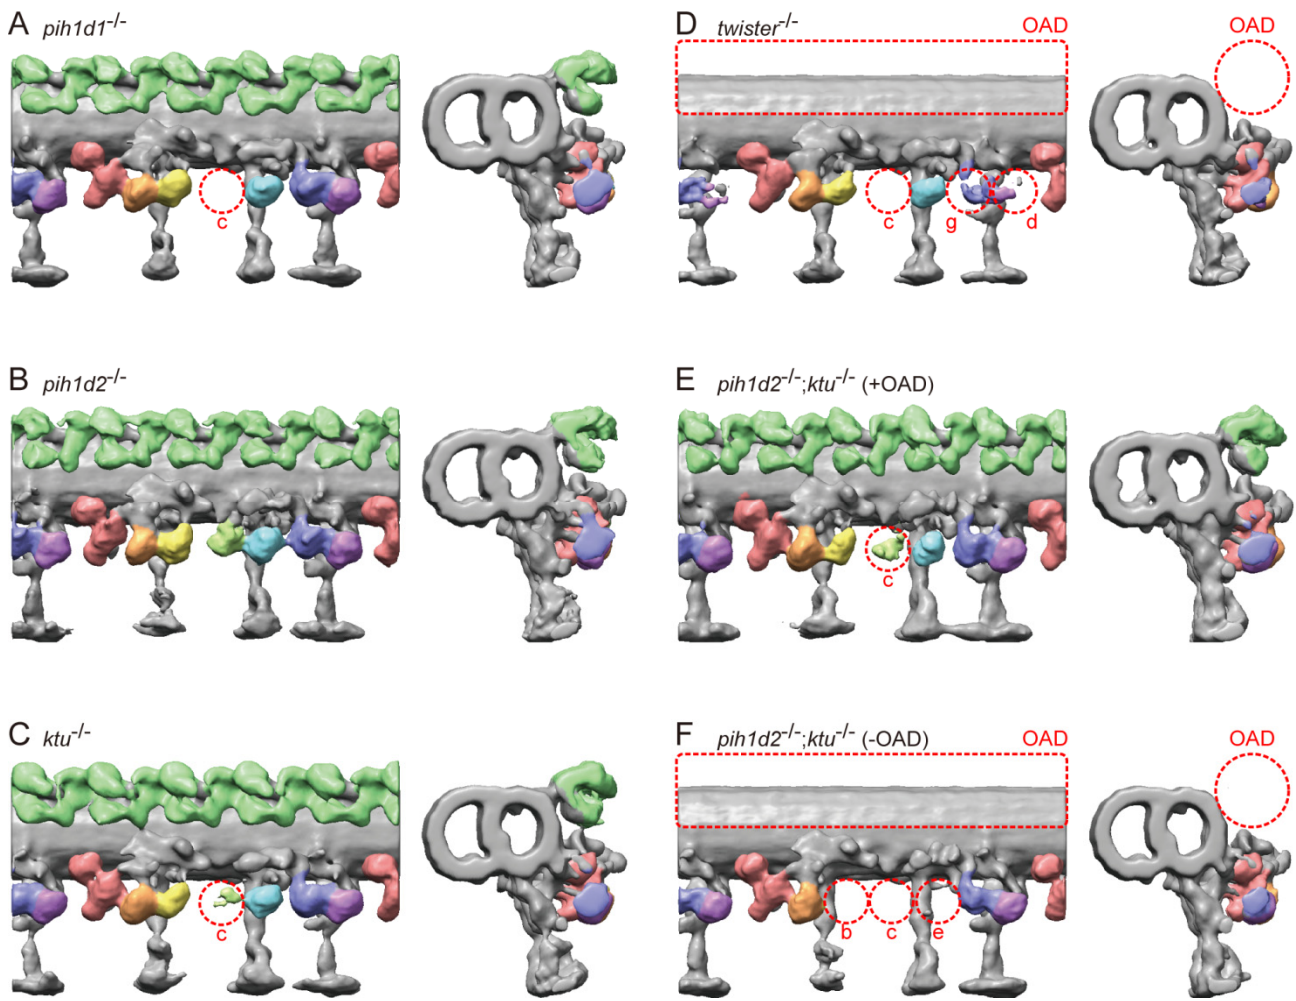 A pih1d1-/-
c
B pih1d2-/-
C ktu-/-
c
D twister-/- OAD OAD
c g d
E pih1d2-/-;ktu-/- (+OAD)
c
F pih1d2-/-;ktu-/- (-OAD) OAD OAD
b c e